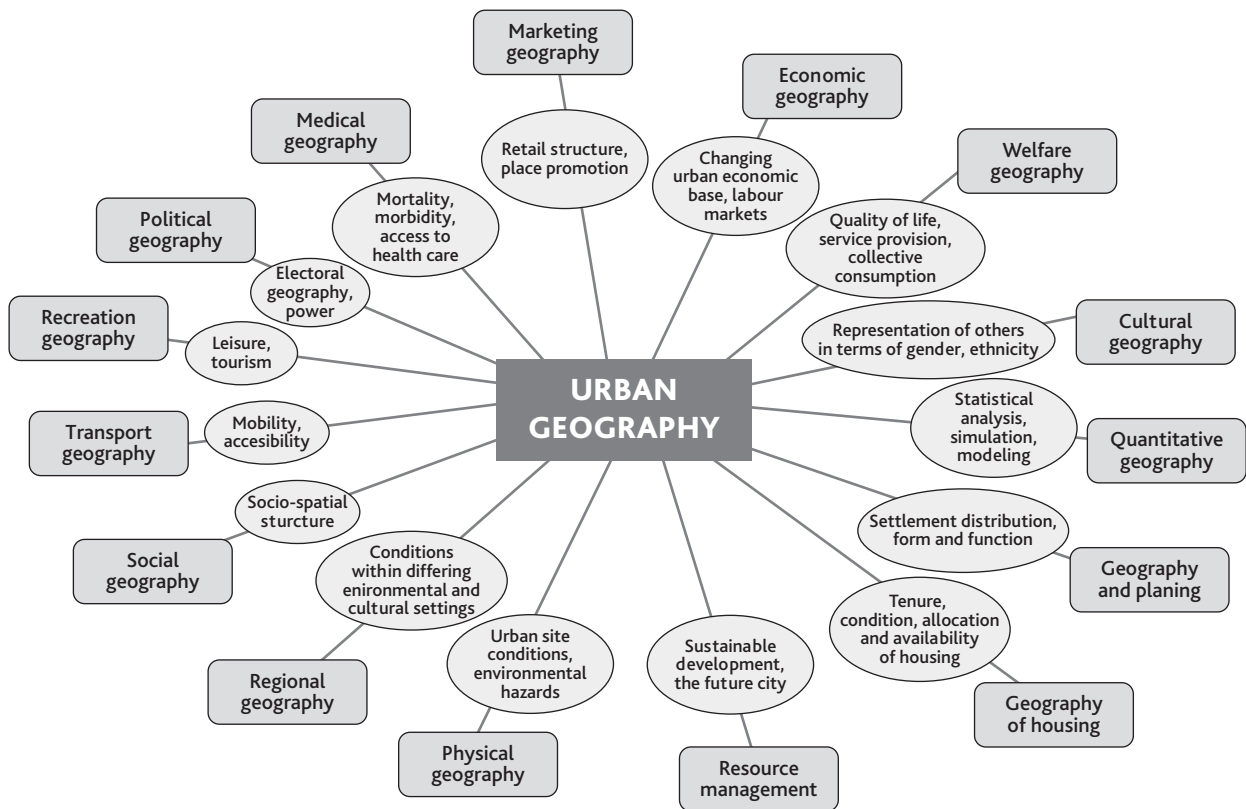 Marketing
geography
Retail structure,
place promotion
Economic
geography
Changing
urban economic
base, labour
markets
Welfare
geography
Quality of life,
service provision,
collective
consumption
Cultural
geography
Representation of others
in terms of gender, ethnicity
Quantitative
geography
Statistical
analysis,
simulation,
modeling
Geography
and planing
Settlement distribution,
form and function
Geography
of housing
Tenure,
condition, allocation
and availability
of housing
Resource
management
Sustainable
development,
the future city
Physical
geography
Urban site
conditions,
environmental
hazards
Regional
geography
Conditions
within differing
enironmental and
cultural settings
Social
geography
Socio-spatial
sturcture
Transport
geography
Mobility,
accesibility
Recreation
geography
Leisure,
tourism
Political
geography
Electoral
geography,
power
Medical
geography
Mortality,
morbidity,
access to
health care
URBAN
GEOGRAPHY